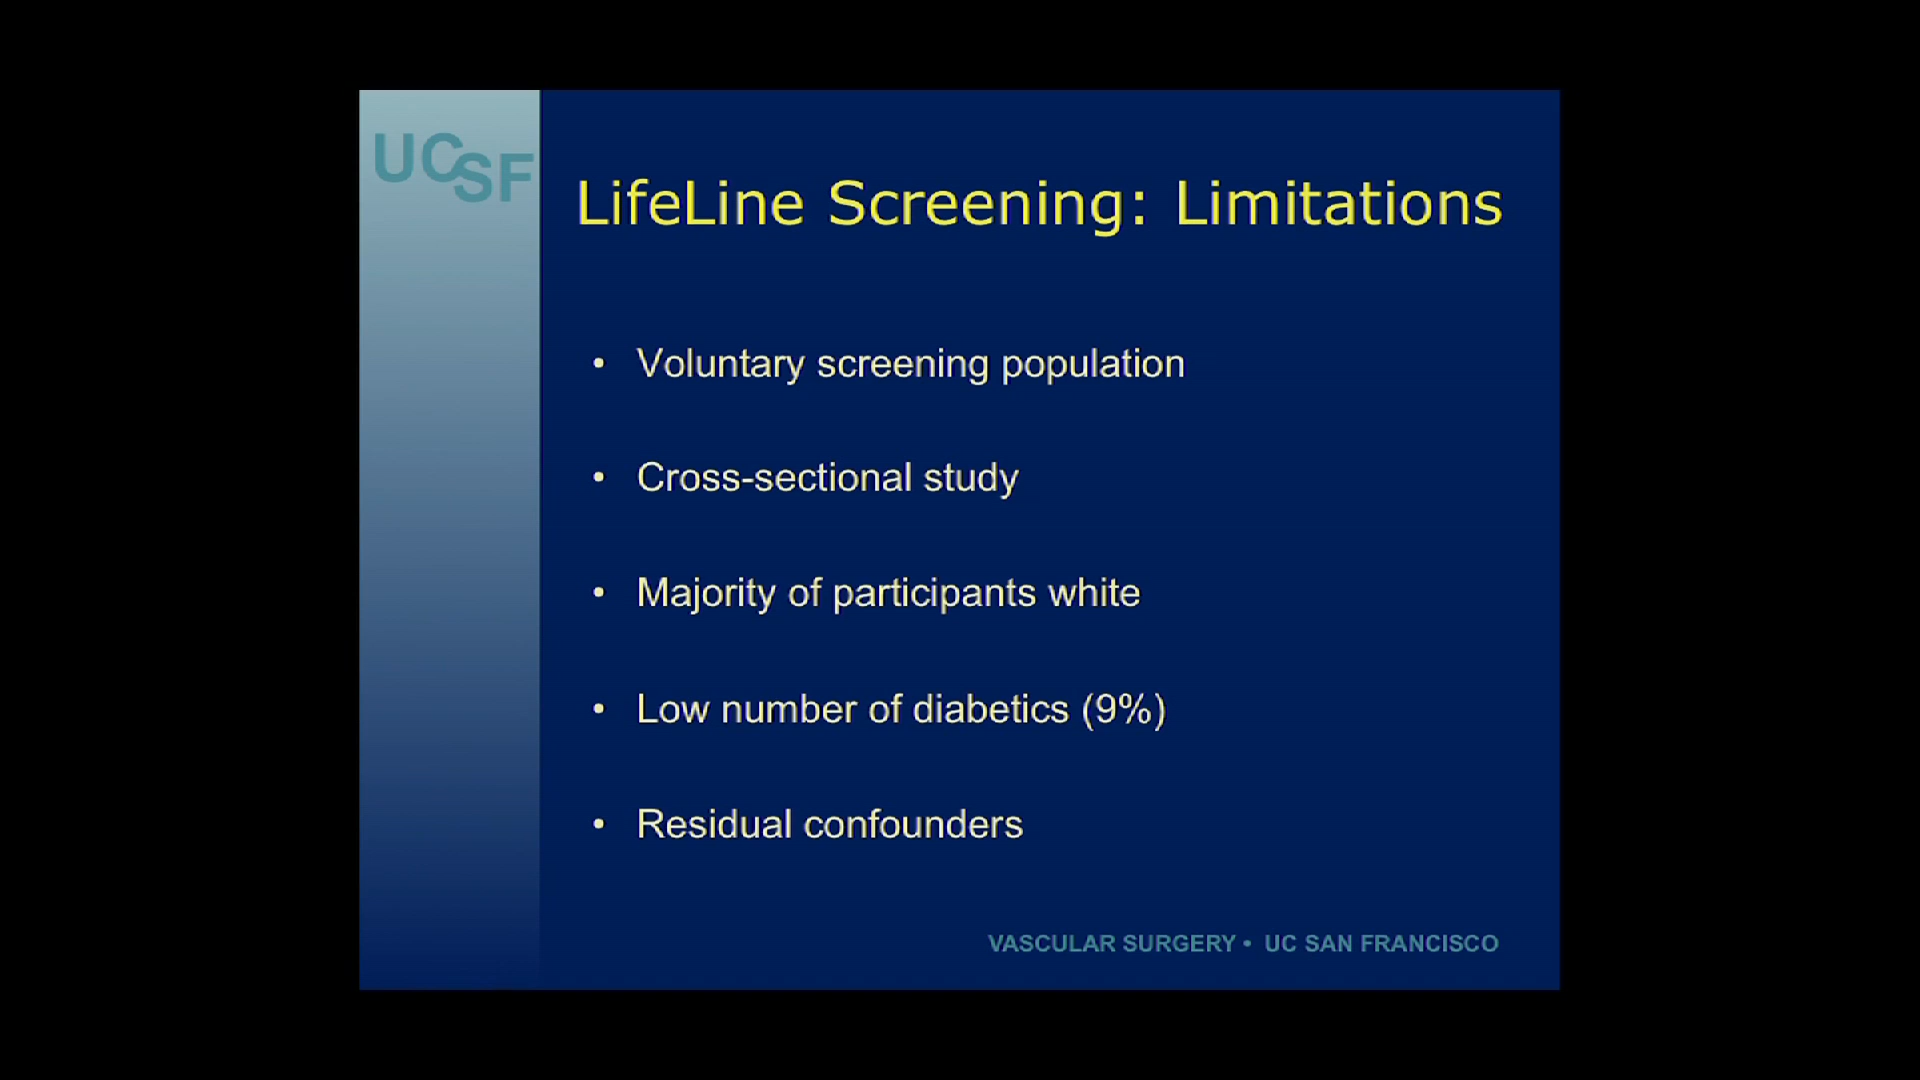 UCSF
LifeLine Screening: Limitations
• Voluntary screening population
• Cross-sectional study
• Majority of participants white
• Low number of diabetics (9%)
• Residual confounders
VASCULAR SURGERY • UC SAN FRANCISCO